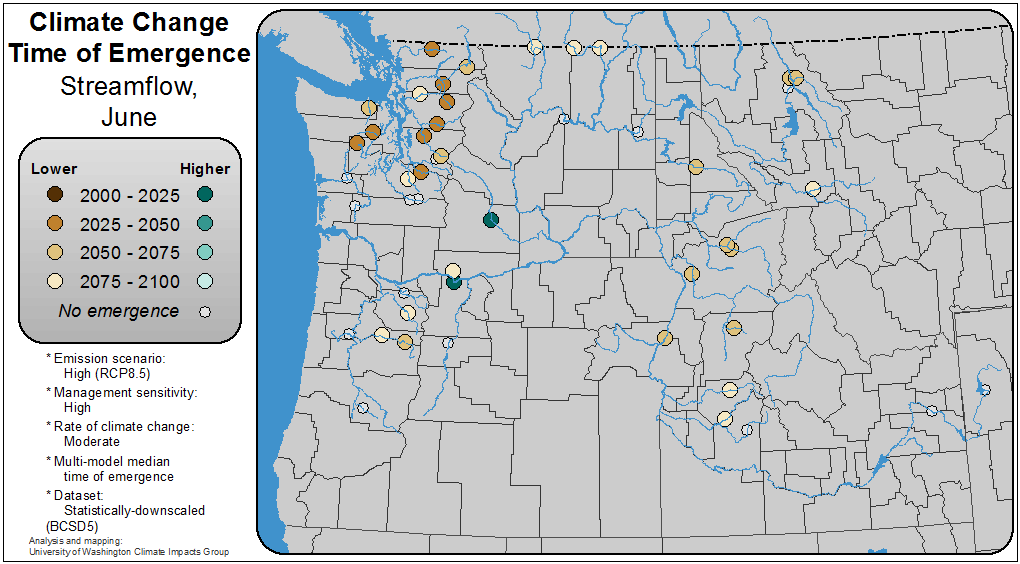 Climate Change
Time of Emergence
Streamflow,
June
Lower Higher
2000 - 2025
2025 - 2050
2050 - 2075
2075 - 2100
No emergence
* Emission scenario:
High (RCP8.5)
* Management sensitivity:
High
* Rate of climate change:
Moderate
* Multi-model median
time of emergence
* Dataset:
Statistically-downscaled
(BCSD5)
Analysis and mapping:
University of Washington Climate Impacts Group